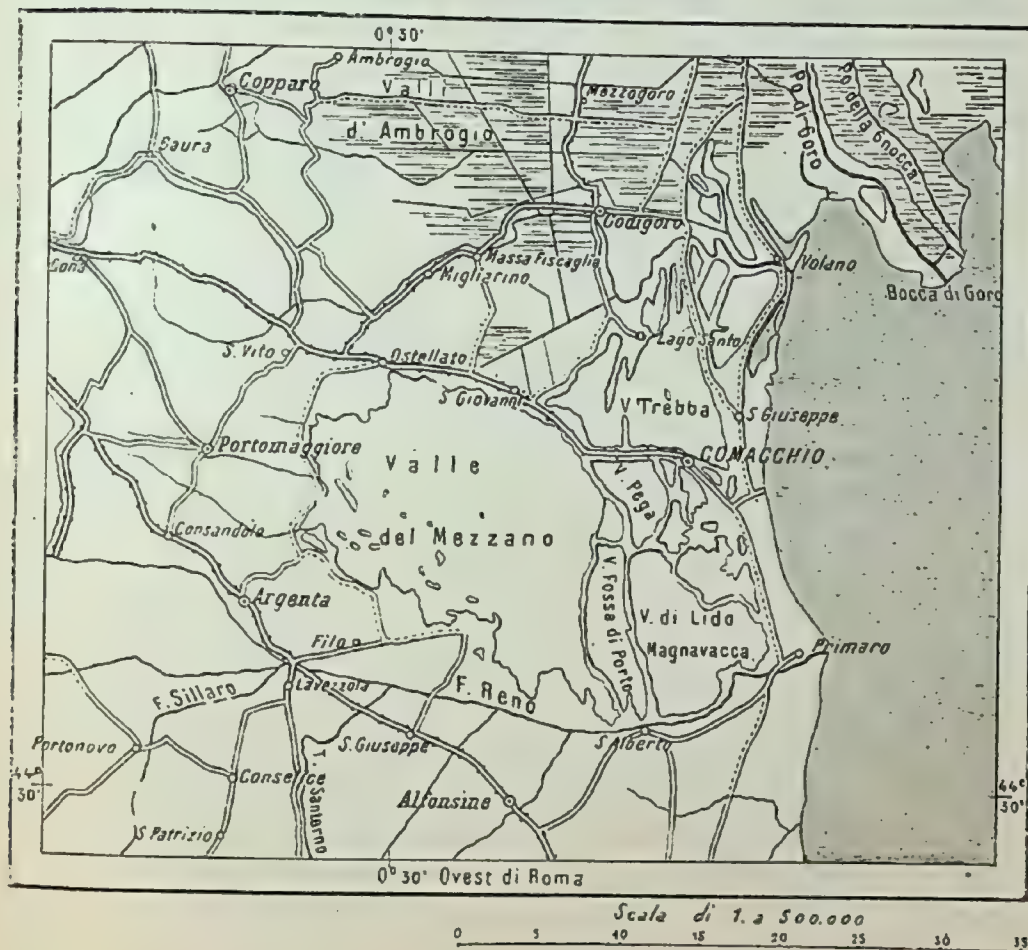 0° 30'
Ambrogio
Copparo
Valli
d' Ambrogio
Mezzogoro
Po di Goro
Po della Gnocca
Saura
Codigoro
Cona
Massa Fiscaglia
Migliarino
Volano
Bocca di Goro
S. Vito
Ostellato
Lago Santo
S. Giovanni
V. Trebba
S. Giuseppe
Portomaggiore
COMACCHIO
Valle
del Mezzano
V. Pega
Consandolo
Argenta
V. Fossa di Porto
V. di Lido
Magnavacca
Filo
Primaro
F. Sillaro
Lavezzola
F. Reno
Portonovo
S. Giuseppe
S. Alberto
44°
30'
Conselice
T. Santerno
Alfonsine
44°
30'
S. Patrizio
0° 30' Ovest di Roma
Scala di 1. a 500.000
0 5 10 15 20 25 30 35